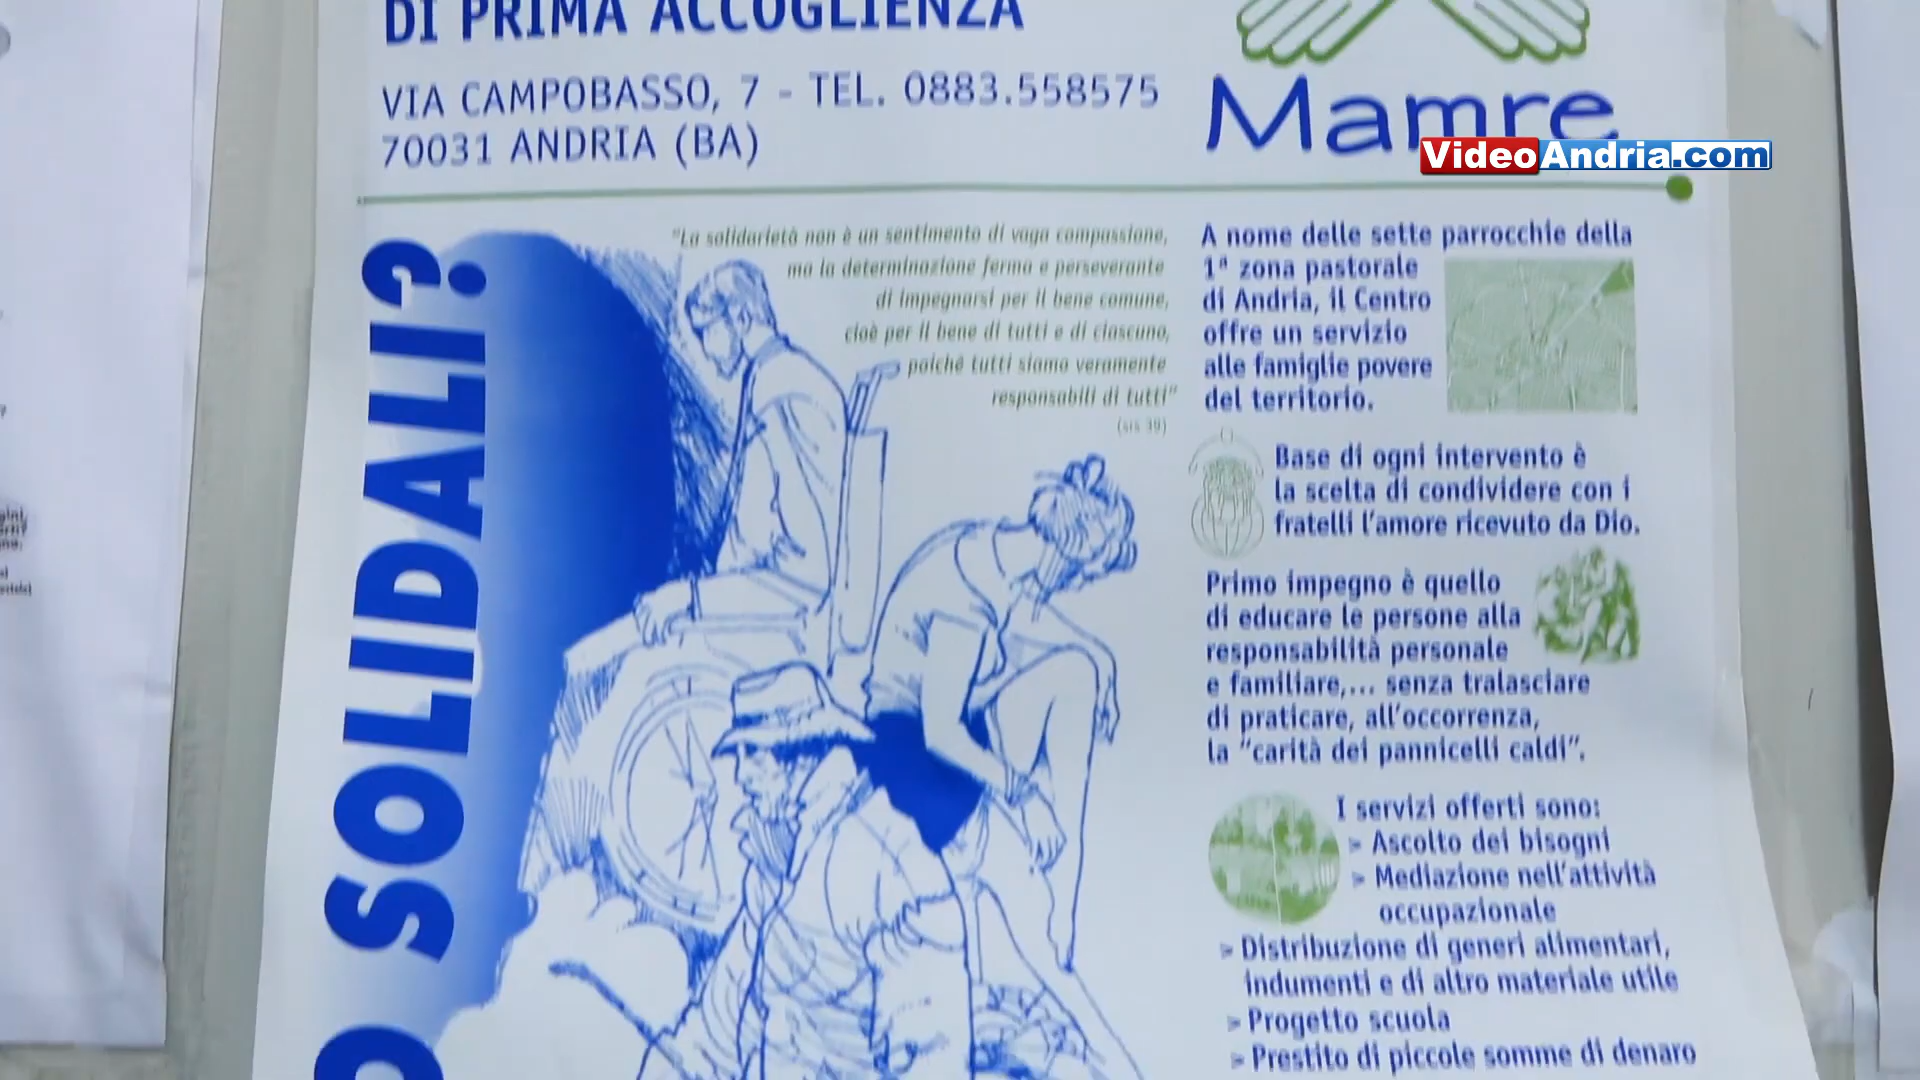 DI PRIMA ACCOGLIENZA
VIA CAMPOBASSO, 7 - TEL. 0883.558575
70031 ANDRIA (BA)
Mamre
VideoAndria.com
SOLIDALI?
"La solidarietà non è un sentimento di vaga compassione,
ma la determinazione ferma e perseverante
di impegnarsi per il bene comune,
cioè per il bene di tutti e di ciascuno,
poiché tutti siamo veramente
responsabili di tutti"
(srs 39)
A nome delle sette parrocchie della
1ª zona pastorale
di Andria, il Centro
offre un servizio
alle famiglie povere
del territorio.
Base di ogni intervento è
la scelta di condividere con i
fratelli l'amore ricevuto da Dio.
Primo impegno è quello
di educare le persone alla
responsabilità personale
e familiare,... senza tralasciare
di praticare, all'occorrenza,
la "carità dei pannicelli caldi".
I servizi offerti sono:
> Ascolto dei bisogni
> Mediazione nell'attività
occupazionale
> Distribuzione di generi alimentari,
indumenti e di altro materiale utile
> Progetto scuola
> Prestito di piccole somme di denaro